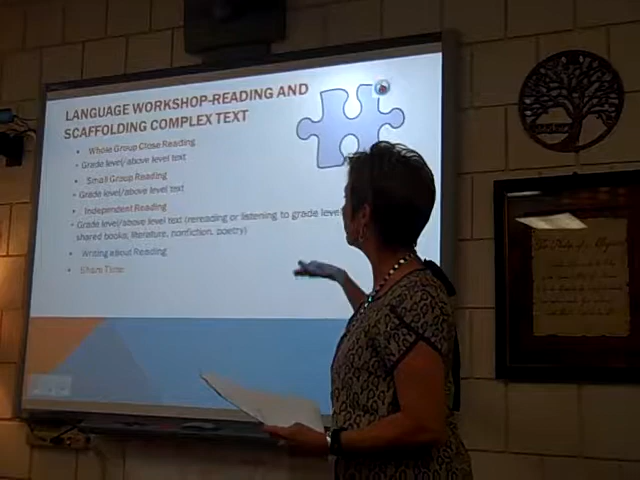 LANGUAGE WORKSHOP-READING AND
SCAFFOLDING COMPLEX TEXT
• Whole Group Close Reading
• Grade level/above level text
• Small Group Reading
• Grade level/above level text
• Independent Reading
• Grade level/above level text (rereading or listening to grade level
shared books, literature, nonfiction, poetry)
• Writing about Reading
• Share Time